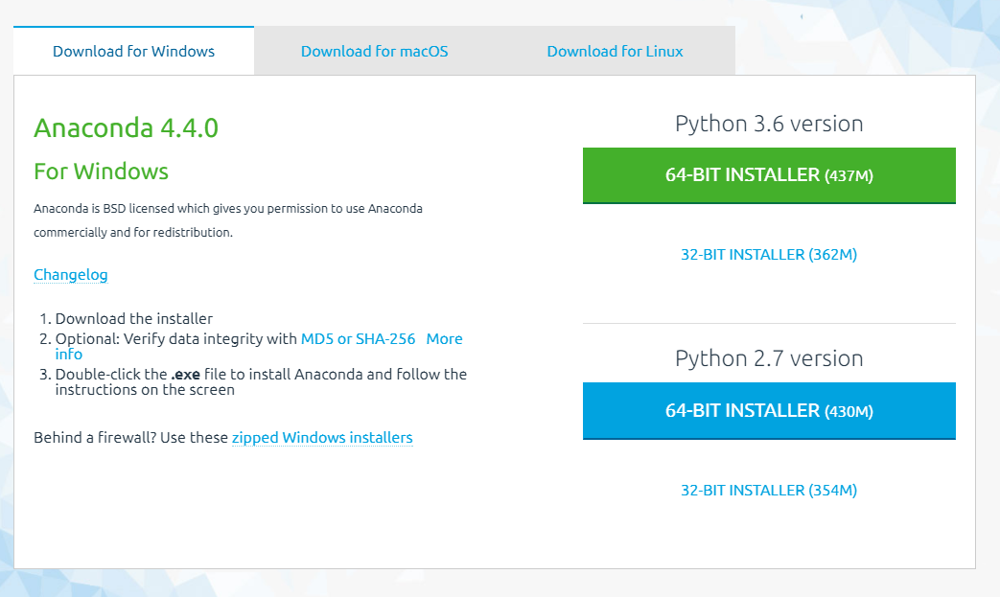 Download for Windows
Download for macOS
Download for Linux
Anaconda 4.4.0
For Windows
Anaconda is BSD licensed which gives you permission to use Anaconda
commercially and for redistribution.
Changelog
1. Download the installer
2. Optional: Verify data integrity with MD5 or SHA-256 More
info
3. Double-click the .exe file to install Anaconda and follow the
instructions on the screen
Behind a firewall? Use these zipped Windows installers
Python 3.6 version
64-BIT INSTALLER (437M)
32-BIT INSTALLER (362M)
Python 2.7 version
64-BIT INSTALLER (430M)
32-BIT INSTALLER (354M)